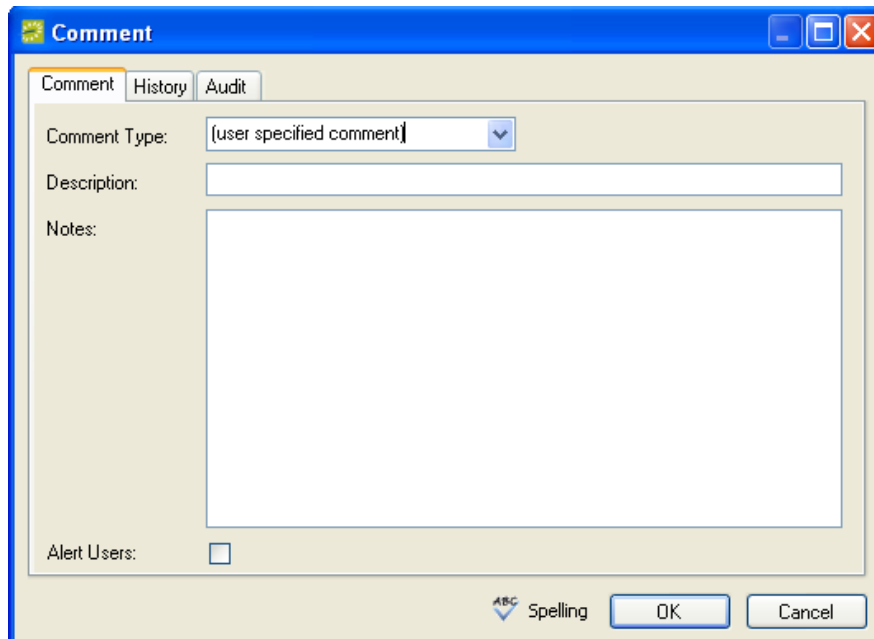 Comment
Comment History Audit
Comment Type: (user specified comment)
Description:
Notes:
Alert Users:
ABC Spelling OK Cancel